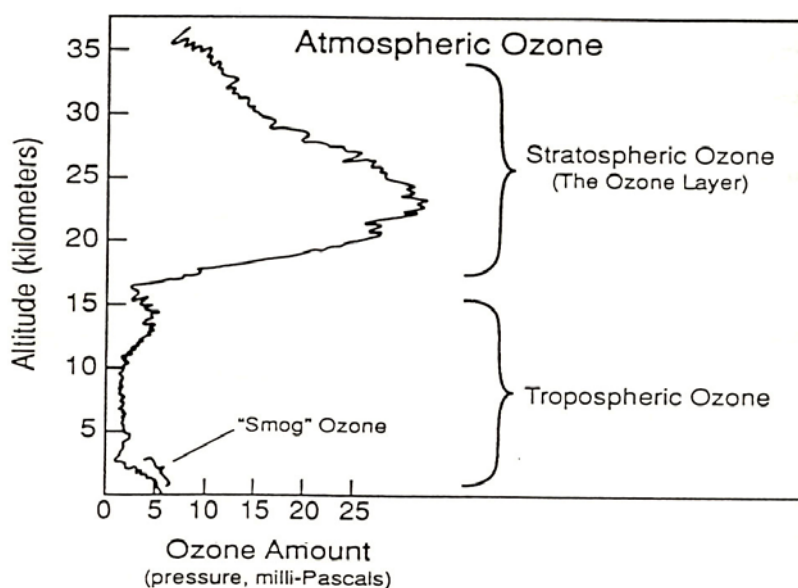 Atmospheric Ozone
Altitude (kilometers)
35
30
25
20
15
10
5
Stratospheric Ozone
(The Ozone Layer)
Tropospheric Ozone
"Smog" Ozone
0 5 10 15 20 25
Ozone Amount
(pressure, milli-Pascals)